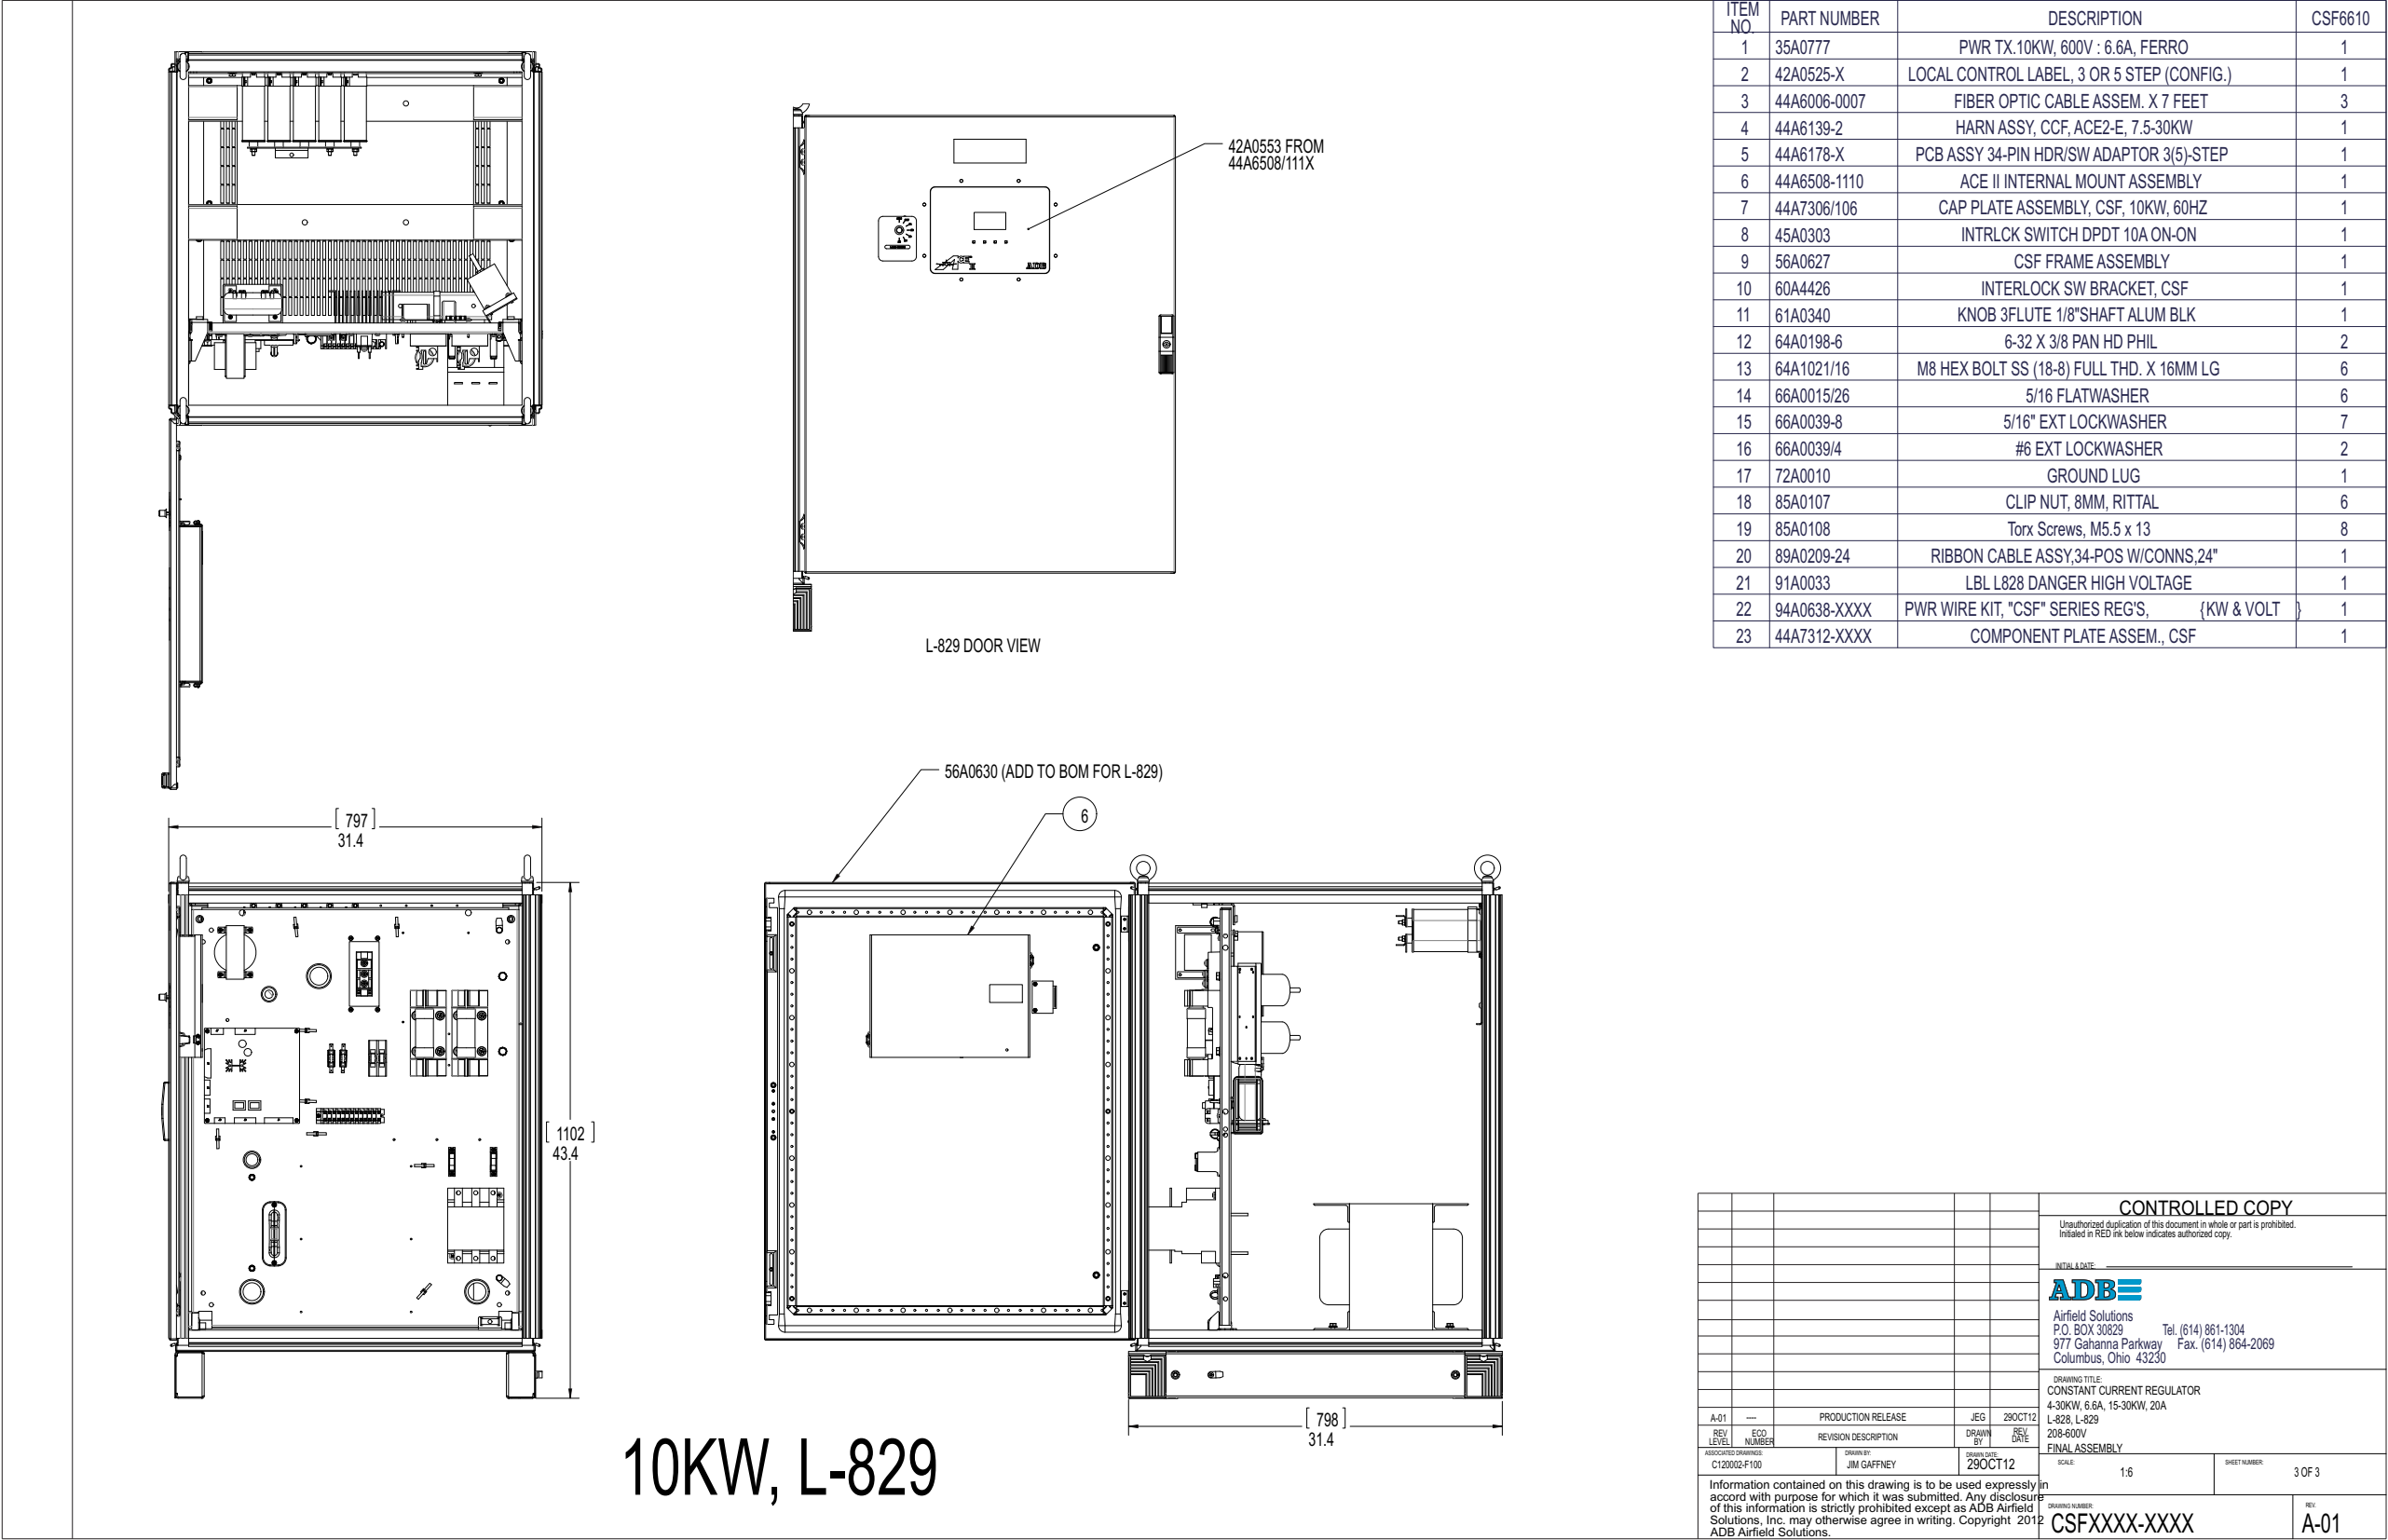 ITEM NO. PART NUMBER DESCRIPTION CSF6610
1 35A0777 PWR TX.10KW, 600V : 6.6A, FERRO 1
2 42A0525-X LOCAL CONTROL LABEL, 3 OR 5 STEP (CONFIG.) 1
3 44A6006-0007 FIBER OPTIC CABLE ASSEM. X 7 FEET 3
4 44A6139-2 HARN ASSY, CCF, ACE2-E, 7.5-30KW 1
5 44A6178-X PCB ASSY 34-PIN HDR/SW ADAPTOR 3(5)-STEP 1
6 44A6508-1110 ACE II INTERNAL MOUNT ASSEMBLY 1
7 44A7306/106 CAP PLATE ASSEMBLY, CSF, 10KW, 60HZ 1
8 45A0303 INTRLCK SWITCH DPDT 10A ON-ON 1
9 56A0627 CSF FRAME ASSEMBLY 1
10 60A4426 INTERLOCK SW BRACKET, CSF 1
11 61A0340 KNOB 3FLUTE 1/8"SHAFT ALUM BLK 1
12 64A0198-6 6-32 X 3/8 PAN HD PHIL 2
13 64A1021/16 M8 HEX BOLT SS (18-8) FULL THD. X 16MM LG 6
14 66A0015/26 5/16 FLATWASHER 6
15 66A0039-8 5/16" EXT LOCKWASHER 7
16 66A0039/4 #6 EXT LOCKWASHER 2
17 72A0010 GROUND LUG 1
18 85A0107 CLIP NUT, 8MM, RITTAL 6
19 85A0108 Torx Screws, M5.5 x 13 8
20 89A0209-24 RIBBON CABLE ASSY,34-POS W/CONNS,24" 1
21 91A0033 LBL L828 DANGER HIGH VOLTAGE 1
22 94A0638-XXXX PWR WIRE KIT, "CSF" SERIES REG'S, {KW & VOLT } 1
23 44A7312-XXXX COMPONENT PLATE ASSEM., CSF 1
42A0553 FROM
44A6508/111X
ADB
L-829 DOOR VIEW
56A0630 (ADD TO BOM FOR L-829)
6
[ 797 ]
31.4
[ 1102 ]
43.4
[ 798 ]
31.4
10KW, L-829
CONTROLLED COPY
Unauthorized duplication of this document in whole or part is prohibited.
Initialed in RED ink below indicates authorized copy.
INITIAL & DATE:
ADB
Airfield Solutions
P.O. BOX 30829 Tel. (614) 861-1304
977 Gahanna Parkway Fax. (614) 864-2069
Columbus, Ohio 43230
DRAWING TITLE:
CONSTANT CURRENT REGULATOR
4-30KW, 6.6A, 15-30KW, 20A
L-828, L-829
208-600V
FINAL ASSEMBLY
A-01 ---- PRODUCTION RELEASE JEG 29OCT12
REV LEVEL ECO NUMBER REVISION DESCRIPTION DRAWN BY REV. DATE
ASSOCIATED DRAWINGS: C120002-F100 DRAWN BY: JIM GAFFNEY DRAWN DATE: 29OCT12
SCALE: 1:6 SHEET NUMBER: 3 OF 3
Information contained on this drawing is to be used expressly in
accord with purpose for which it was submitted. Any disclosure
of this information is strictly prohibited except as ADB Airfield
Solutions, Inc. may otherwise agree in writing. Copyright 2012
ADB Airfield Solutions.
DRAWING NUMBER: CSFXXXX-XXXX REV. A-01